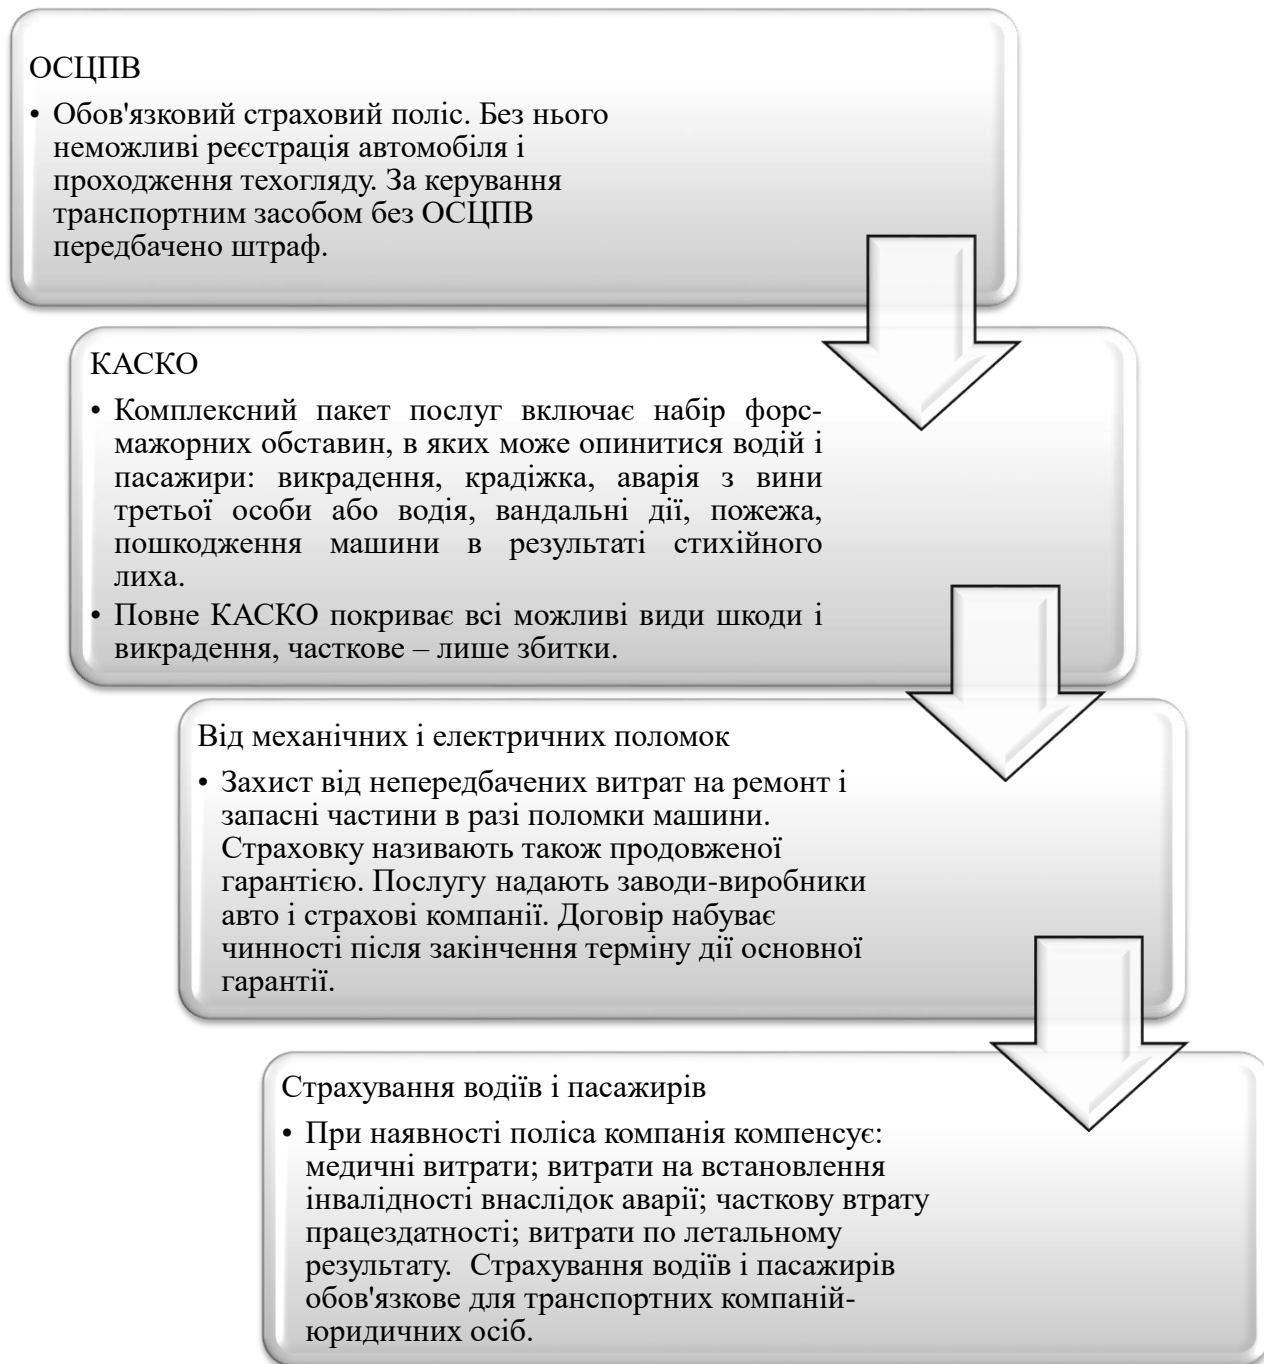 ОСЦПВ
• Обов'язковий страховий поліс. Без нього
неможливі реєстрація автомобіля і
проходження техогляду. За керування
транспортним засобом без ОСЦПВ
передбачено штраф.
КАСКО
• Комплексний пакет послуг включає набір форс-
мажорних обставин, в яких може опинитися водій і
пасажири: викрадення, крадіжка, аварія з вини
третьої особи або водія, вандальні дії, пожежа,
пошкодження машини в результаті стихійного
лиха.
• Повне КАСКО покриває всі можливі види шкоди і
викрадення, часткове – лише збитки.
Від механічних і електричних поломок
• Захист від непередбачених витрат на ремонт і
запасні частини в разі поломки машини.
Страховку називають також продовженої
гарантією. Послугу надають заводи-виробники
авто і страхові компанії. Договір набуває
чинності після закінчення терміну дії основної
гарантії.
Страхування водіїв і пасажирів
• При наявності поліса компанія компенсує:
медичні витрати; витрати на встановлення
інвалідності внаслідок аварії; часткову втрату
працездатності; витрати по летальному
результату. Страхування водіїв і пасажирів
обов'язкове для транспортних компаній-
юридичних осіб.